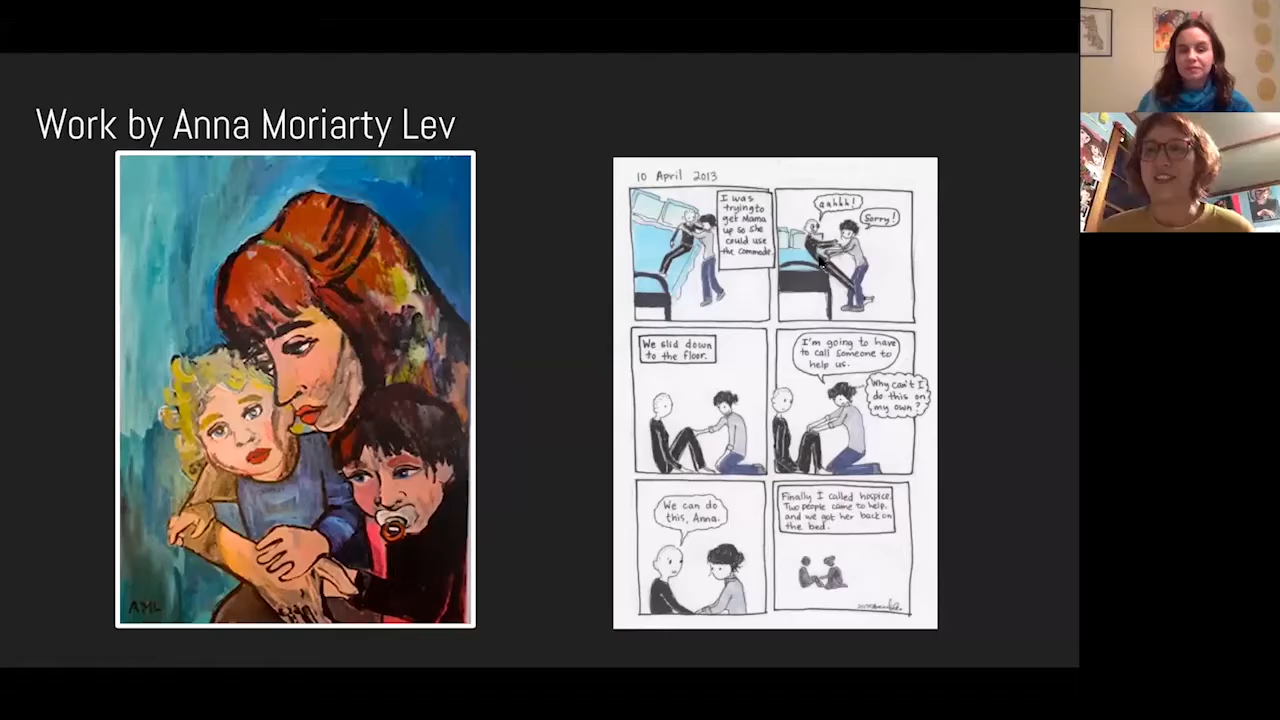 Work by Anna Moriarty Lev
AML
10 April 2013
I was
trying to
get Mama
up so she
could use
the commode.
aahhh!
Sorry!
We slid down
to the floor.
I'm going to have
to call someone to
help us.
Why can't I
do this on
my own?
We can do
this, Anna.
Finally I called hospice.
Two people came to help.
and we got her back on
the bed.